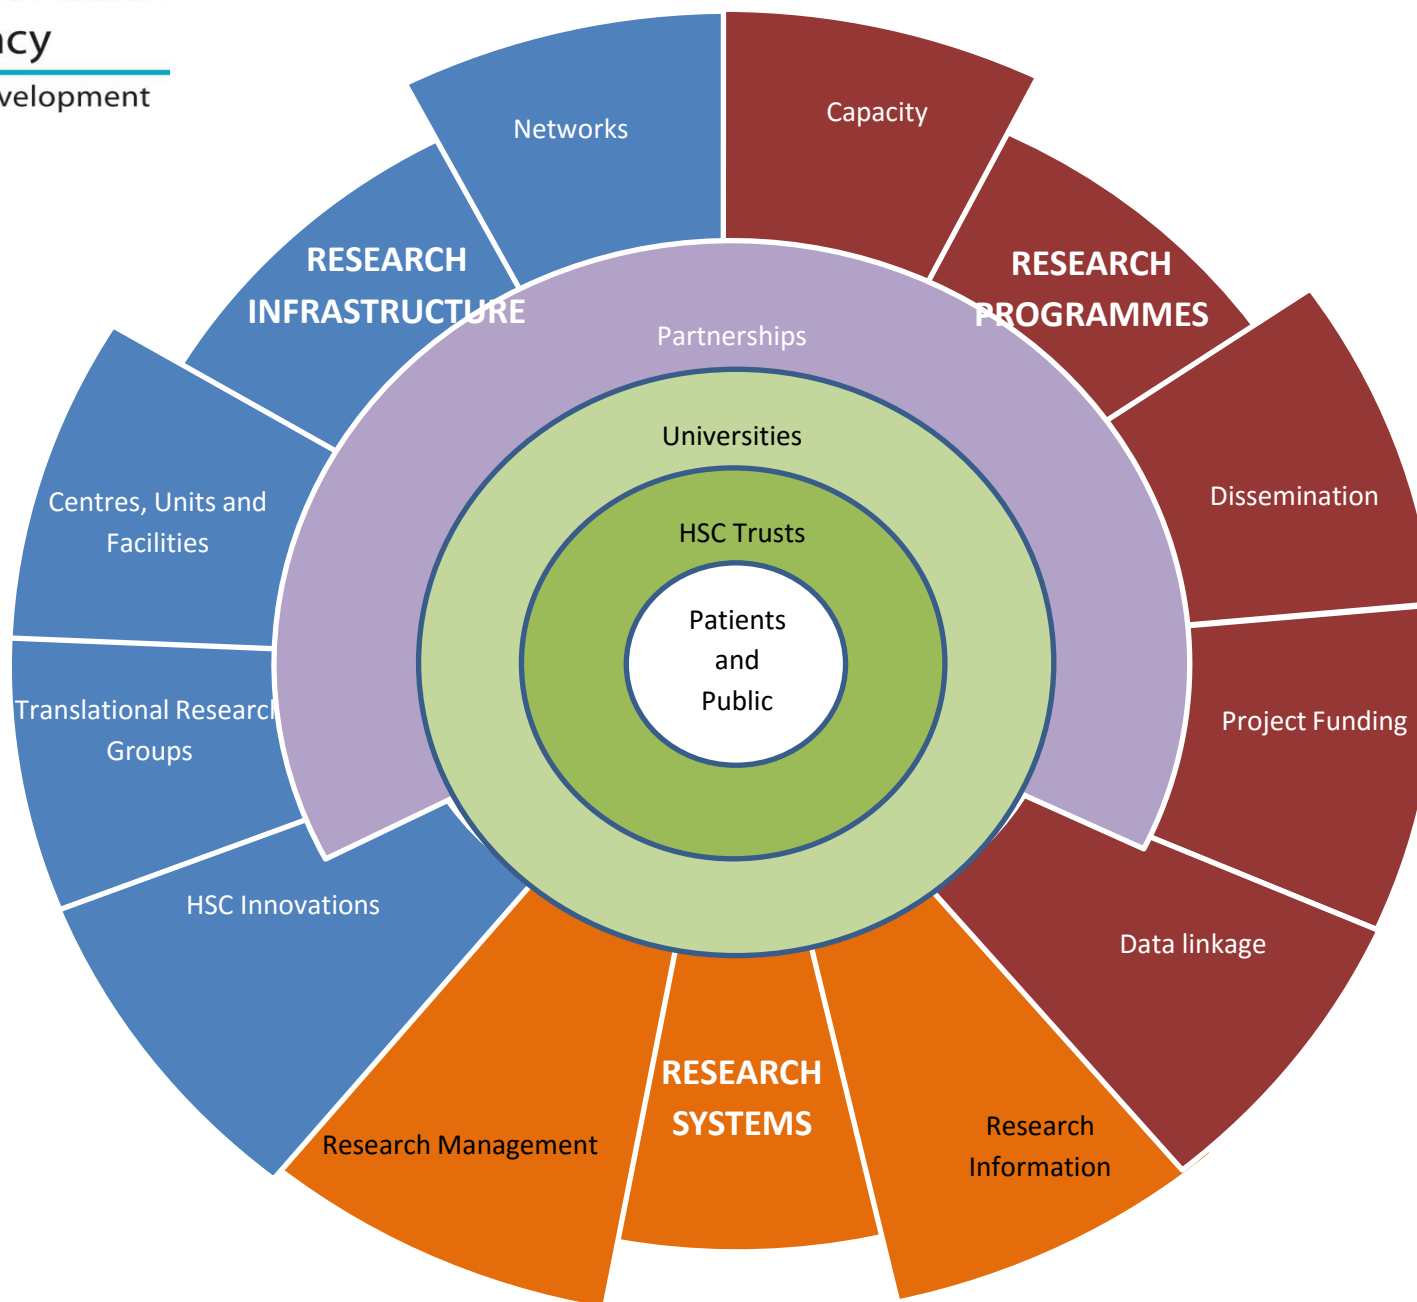 velopment
Networks
Capacity
RESEARCH
INFRASTRUCTURE
RESEARCH
PROGRAMMES
Partnerships
Universities
HSC Trusts
Patients
and
Public
Centres, Units and
Facilities
Dissemination
Translational Research
Groups
Project Funding
HSC Innovations
Data linkage
RESEARCH
SYSTEMS
Research Management
Research
Information